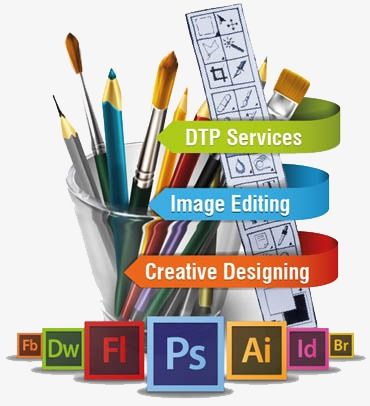 DTP Services
Image Editing
Creative Designing
Fb Dw Fl Ps Ai Id Br